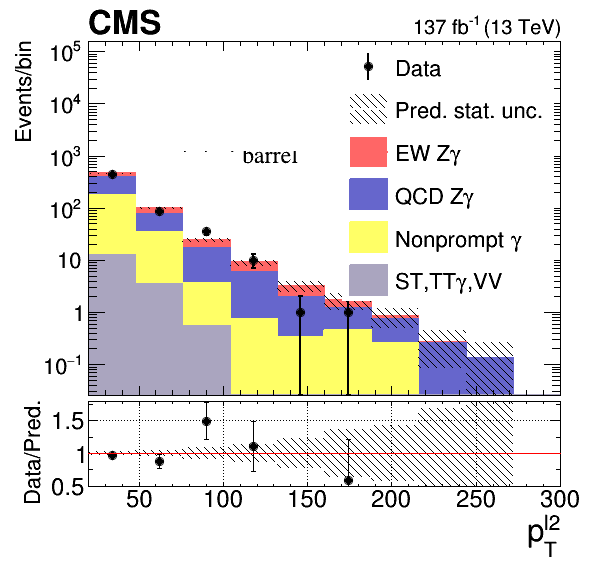 CMS 137 fb⁻¹ (13 TeV)
Events/bin
10⁵
10⁴
10³
10²
10
1
10⁻¹
Data
Pred. stat. unc.
EW Zγ
QCD Zγ
Nonprompt γ
ST,TTγ,VV
barrel
Data/Pred.
1.5
1
0.5
50 100 150 200 250 300
p_T^l2